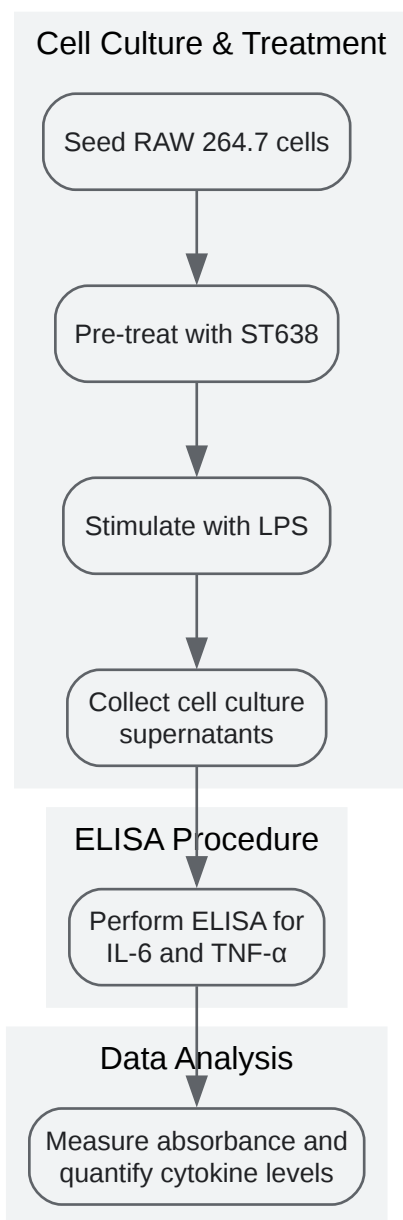 Cell Culture & Treatment
Seed RAW 264.7 cells
Pre-treat with ST638
Stimulate with LPS
Collect cell culture
supernatants
ELISA Procedure
Perform ELISA for
IL-6 and TNF-α
Data Analysis
Measure absorbance and
quantify cytokine levels